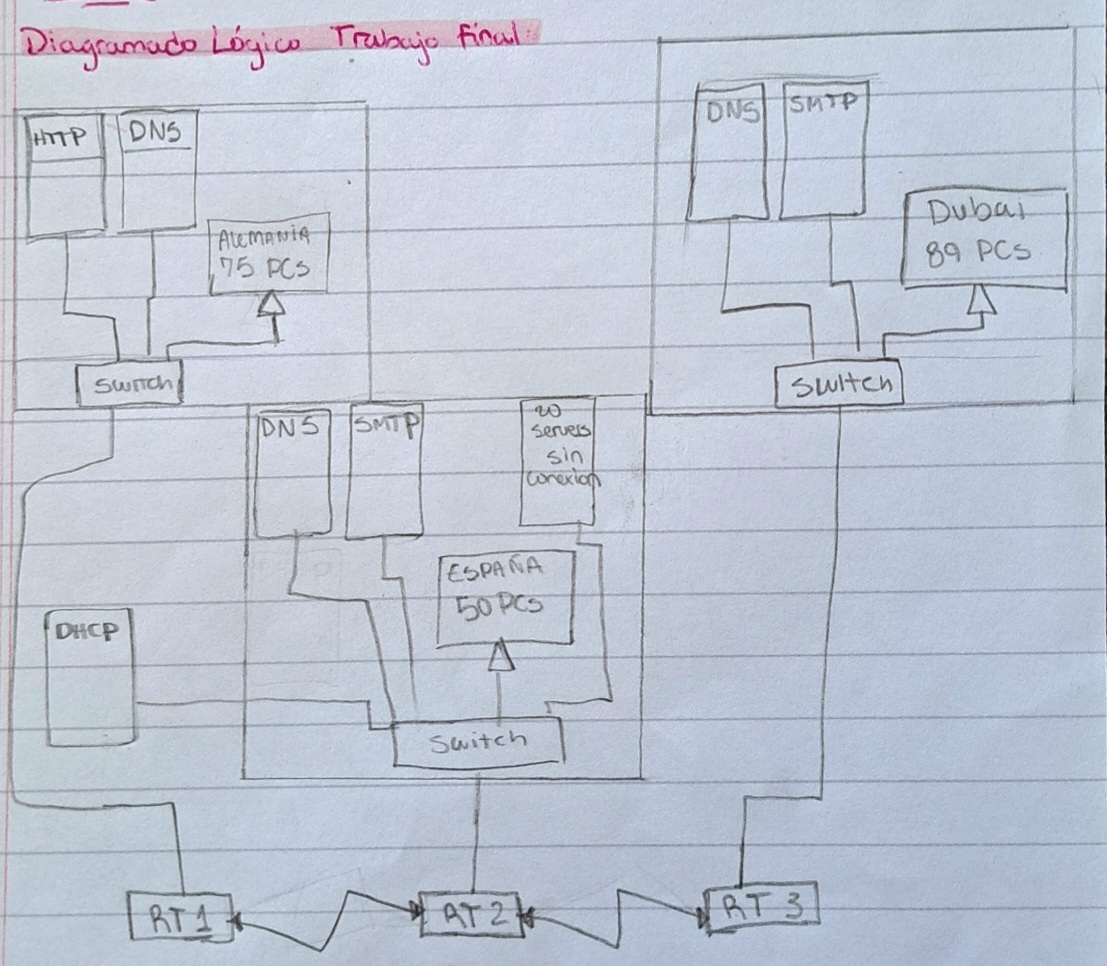 Diagramado Lógico Trabajo final:
HTTP
DNS
ALEMANIA
75 PCs
Switch
DNS
SMTP
Dubai
89 PCs
Switch
DNS
SMTP
20
servers
sin
conexion
ESPAÑA
50 PCs
DHCP
Switch
RT 1
RT 2
RT 3